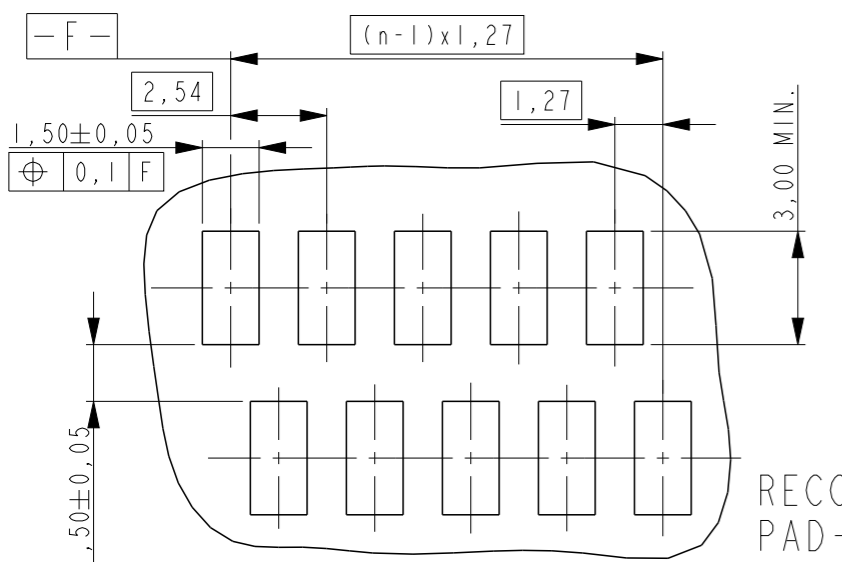 -F-
(n-1)x1,27
2,54
1,27
1,50±0,05
⌖ 0,1 F
3,00 MIN.
,50±0,05
RECO
PAD-